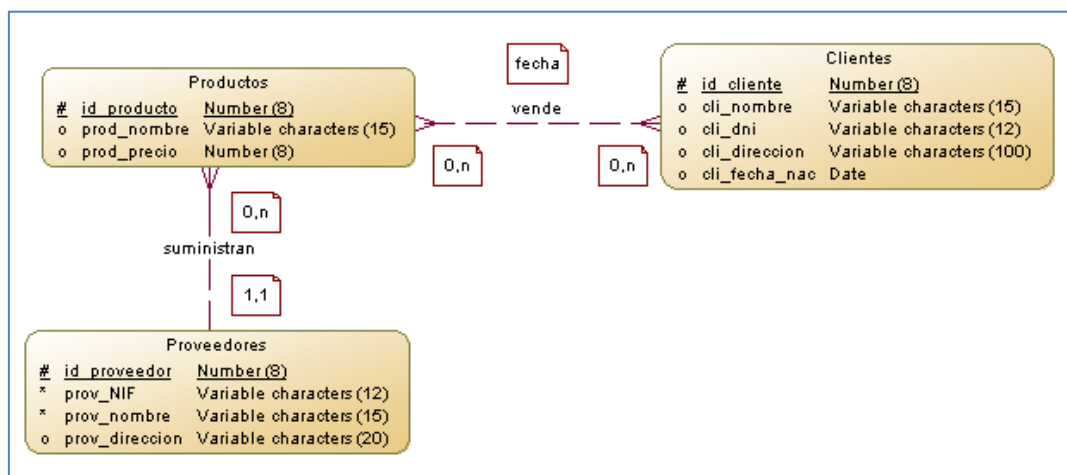 Productos
# id_producto Number (8)
o prod_nombre Variable characters (15)
o prod_precio Number (8)
fecha
vende
0,n
0,n
Clientes
# id_cliente Number (8)
o cli_nombre Variable characters (15)
o cli_dni Variable characters (12)
o cli_direccion Variable characters (100)
o cli_fecha_nac Date
0,n
suministran
1,1
Proveedores
# id_proveedor Number (8)
* prov_NIF Variable characters (12)
* prov_nombre Variable characters (15)
o prov_direccion Variable characters (20)